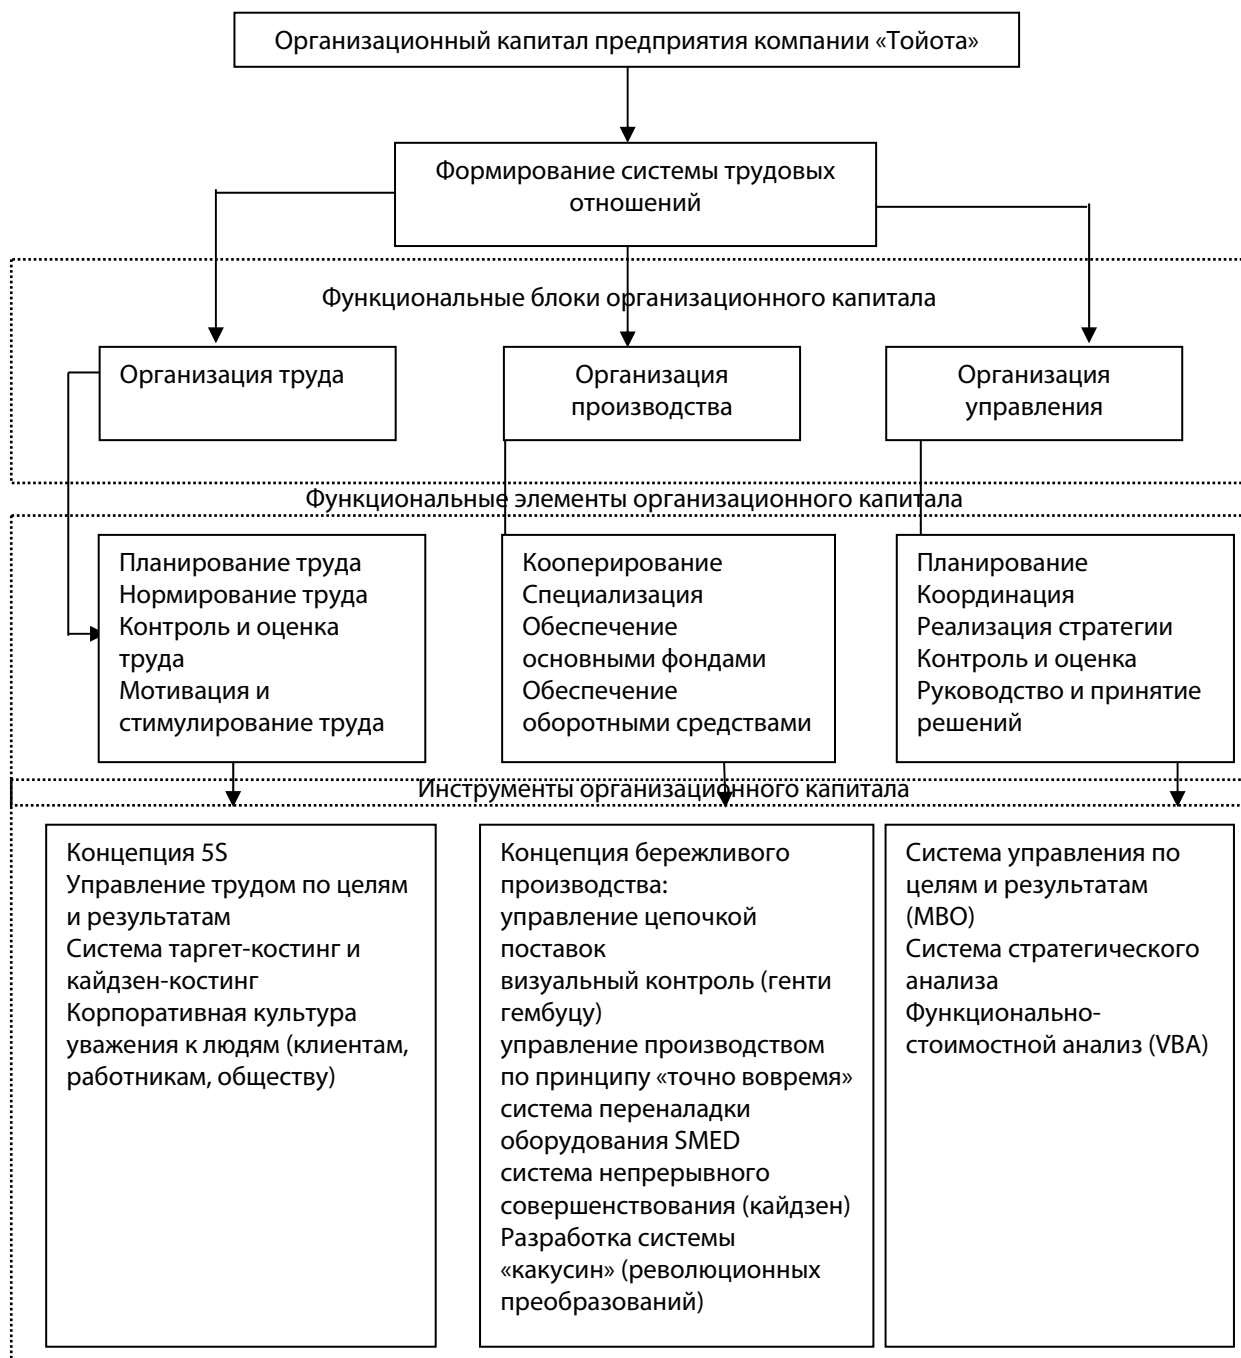 Организационный капитал предприятия компании «Тойота»
Формирование системы трудовых
отношений
Функциональные блоки организационного капитала
Организация труда
Организация
производства
Организация
управления
Функциональные элементы организационного капитала
Планирование труда
Нормирование труда
Контроль и оценка
труда
Мотивация и
стимулирование труда
Кооперирование
Специализация
Обеспечение
основными фондами
Обеспечение
оборотными средствами
Планирование
Координация
Реализация стратегии
Контроль и оценка
Руководство и принятие
решений
Инструменты организационного капитала
Концепция 5S
Управление трудом по целям
и результатам
Система таргет-костинг и
кайдзен-костинг
Корпоративная культура
уважения к людям (клиентам,
работникам, обществу)
Концепция бережливого
производства:
управление цепочкой
поставок
визуальный контроль (генти
гембуцу)
управление производством
по принципу «точно вовремя»
система переналадки
оборудования SMED
система непрерывного
совершенствования (кайдзен)
Разработка системы
«какусин» (революционных
преобразований)
Система управления по
целям и результатам
(МВО)
Система стратегического
анализа
Функционально-
стоимостной анализ (VBA)